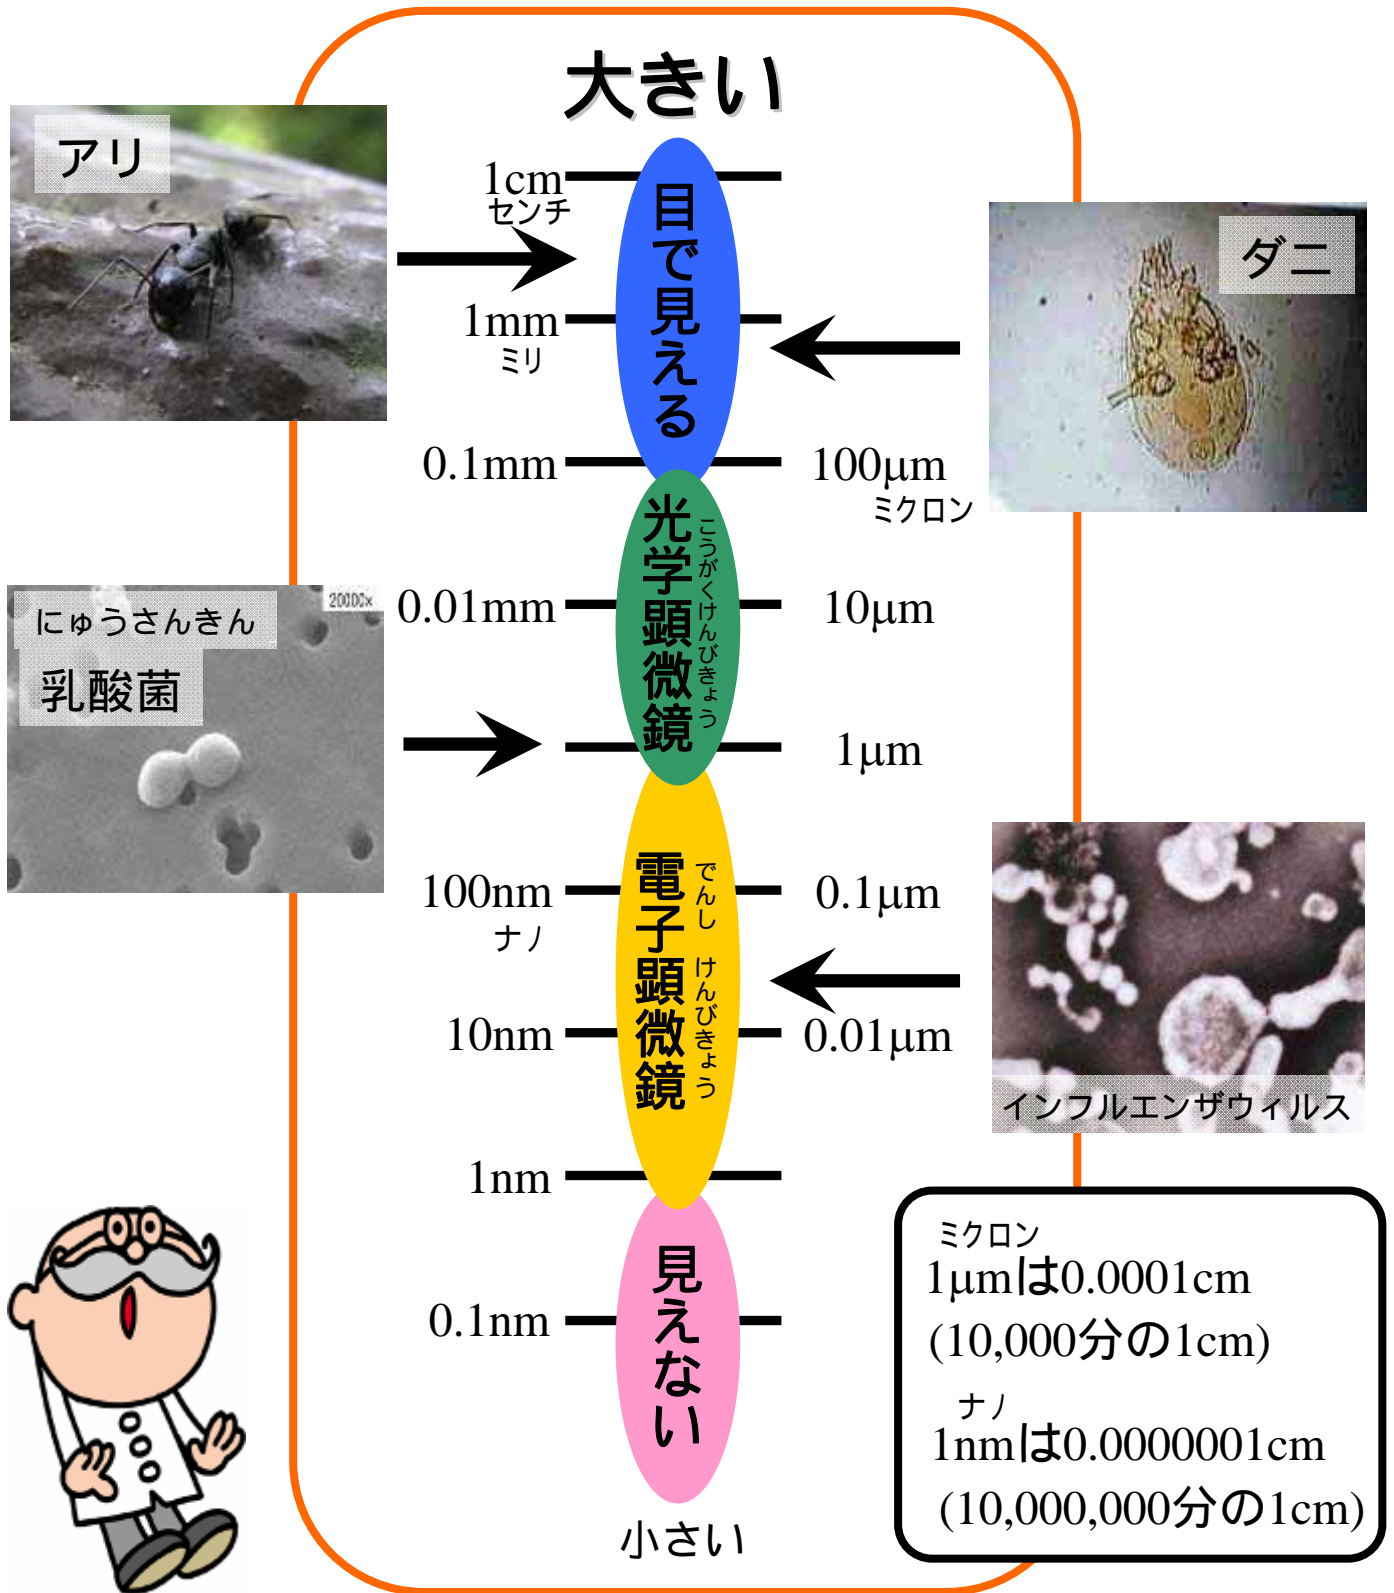 大きい
アリ
1cm
センチ
目で見える
ダニ
1mm
ミリ
0.1mm
100μm
ミクロン
光学顕微鏡
こうがくけんびきょう
20000×
にゅうさんきん
乳酸菌
0.01mm
10μm
1μm
電子顕微鏡
でんし けんびきょう
100nm
ナノ
0.1μm
10nm
0.01μm
インフルエンザウィルス
1nm
見えない
0.1nm
小さい
ミクロン
1μmは0.0001cm
(10,000分の1cm)
ナノ
1nmは0.0000001cm
(10,000,000分の1cm)